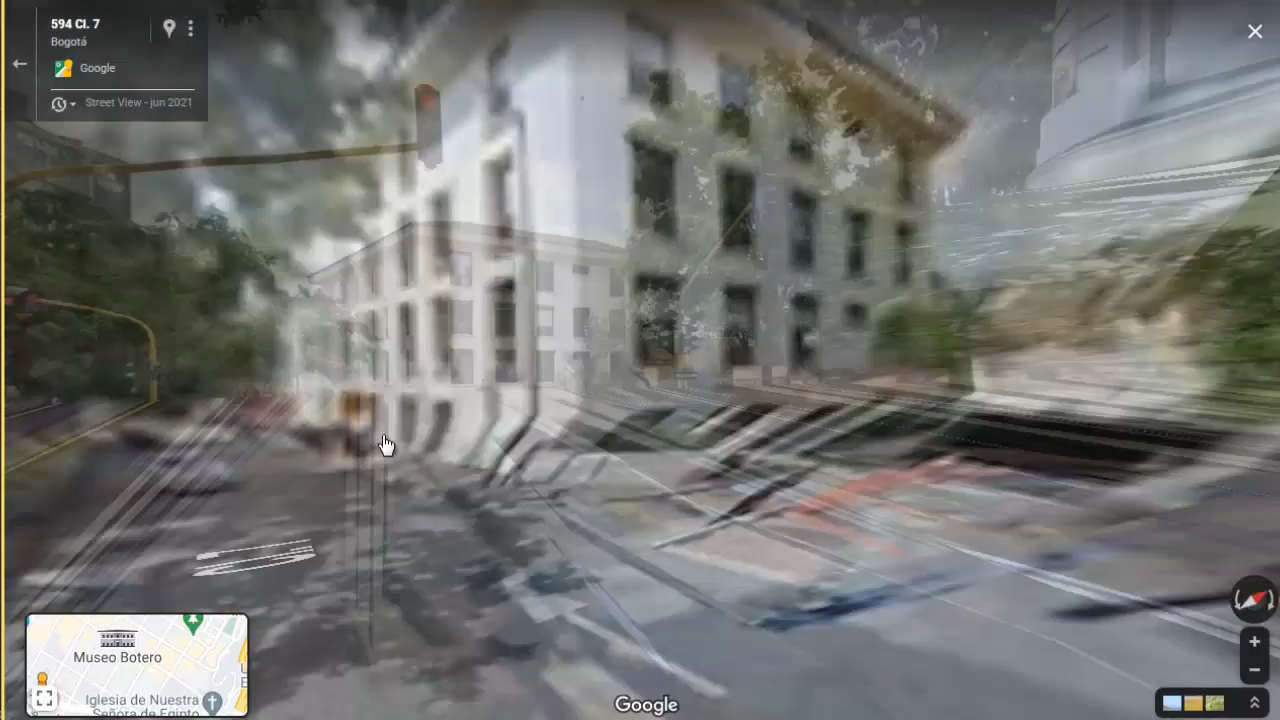 594 Cl. 7
Bogotá
Google
Street View - jun 2021
Museo Botero
Iglesia de Nuestra
Señora de Egipto
Google